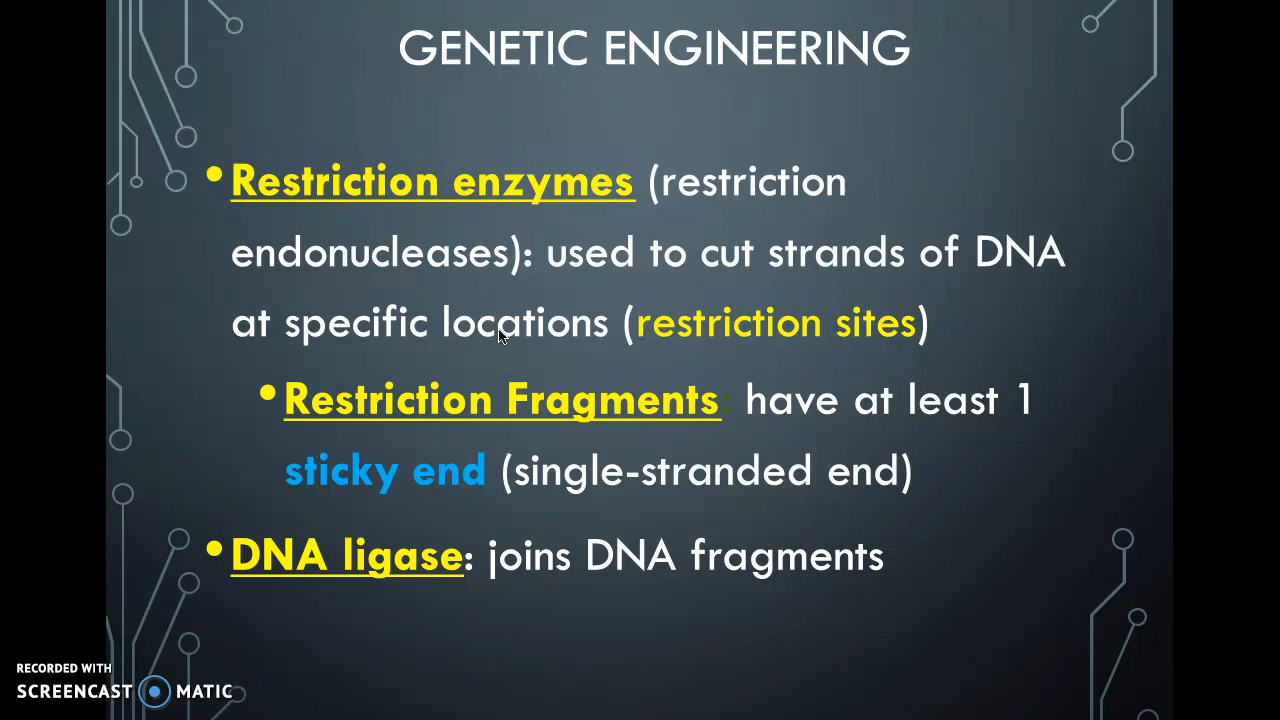 GENETIC ENGINEERING
• Restriction enzymes (restriction
endonucleases): used to cut strands of DNA
at specific locations (restriction sites)
• Restriction Fragments: have at least 1
sticky end (single-stranded end)
• DNA ligase: joins DNA fragments
RECORDED WITH
SCREENCAST MATIC